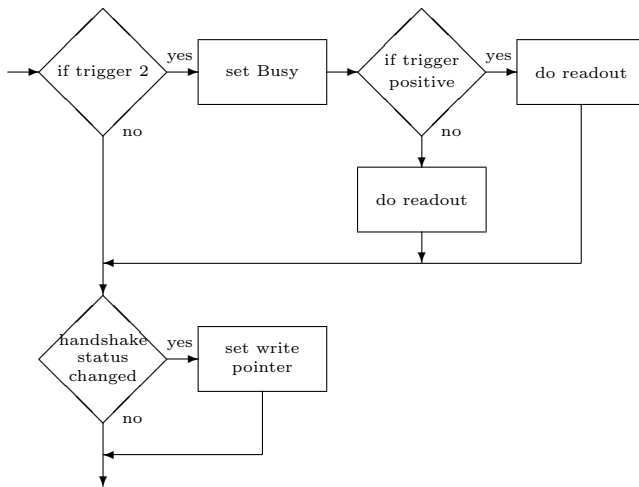 if trigger 2
yes
set Busy
if trigger
positive
yes
do readout
no
no
do readout
handshake
status
changed
yes
set write
pointer
no